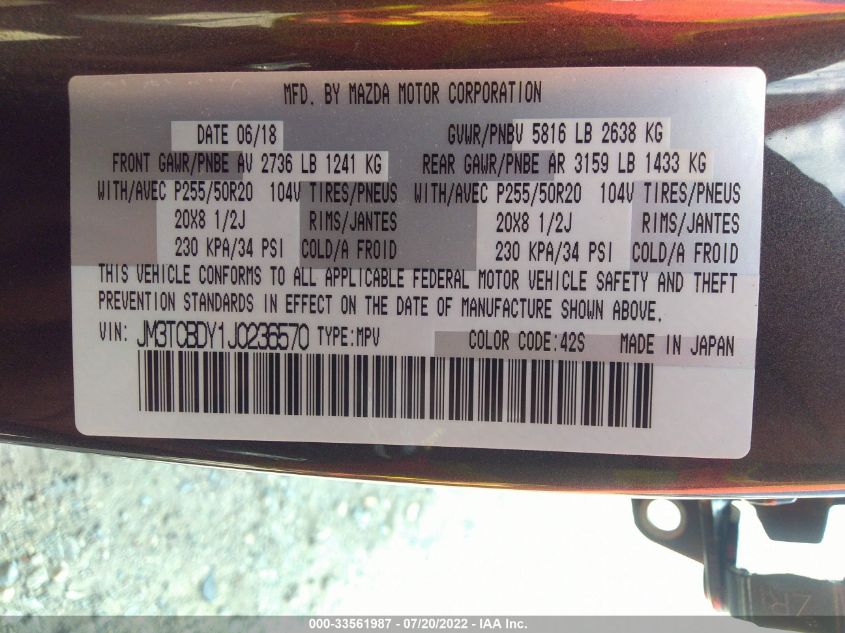 MFD. BY MAZDA MOTOR CORPORATION
DATE 06/18 GVWR/PNBV 5816 LB 2638 KG
FRONT GAWR/PNBE AV 2736 LB 1241 KG REAR GAWR/PNBE AR 3159 LB 1433 KG
WITH/AVEC P255/50R20 104V TIRES/PNEUS WITH/AVEC P255/50R20 104V TIRES/PNEUS
20X8 1/2J RIMS/JANTES 20X8 1/2J RIMS/JANTES
230 KPA/34 PSI COLD/A FROID 230 KPA/34 PSI COLD/A FROID
THIS VEHICLE CONFORMS TO ALL APPLICABLE FEDERAL MOTOR VEHICLE SAFETY AND THEFT
PREVENTION STANDARDS IN EFFECT ON THE DATE OF MANUFACTURE SHOWN ABOVE.
VIN: JM3TCBDY1J0236570 TYPE:MPV COLOR CODE:42S MADE IN JAPAN
000-33561987 - 07/20/2022 - IAA Inc.